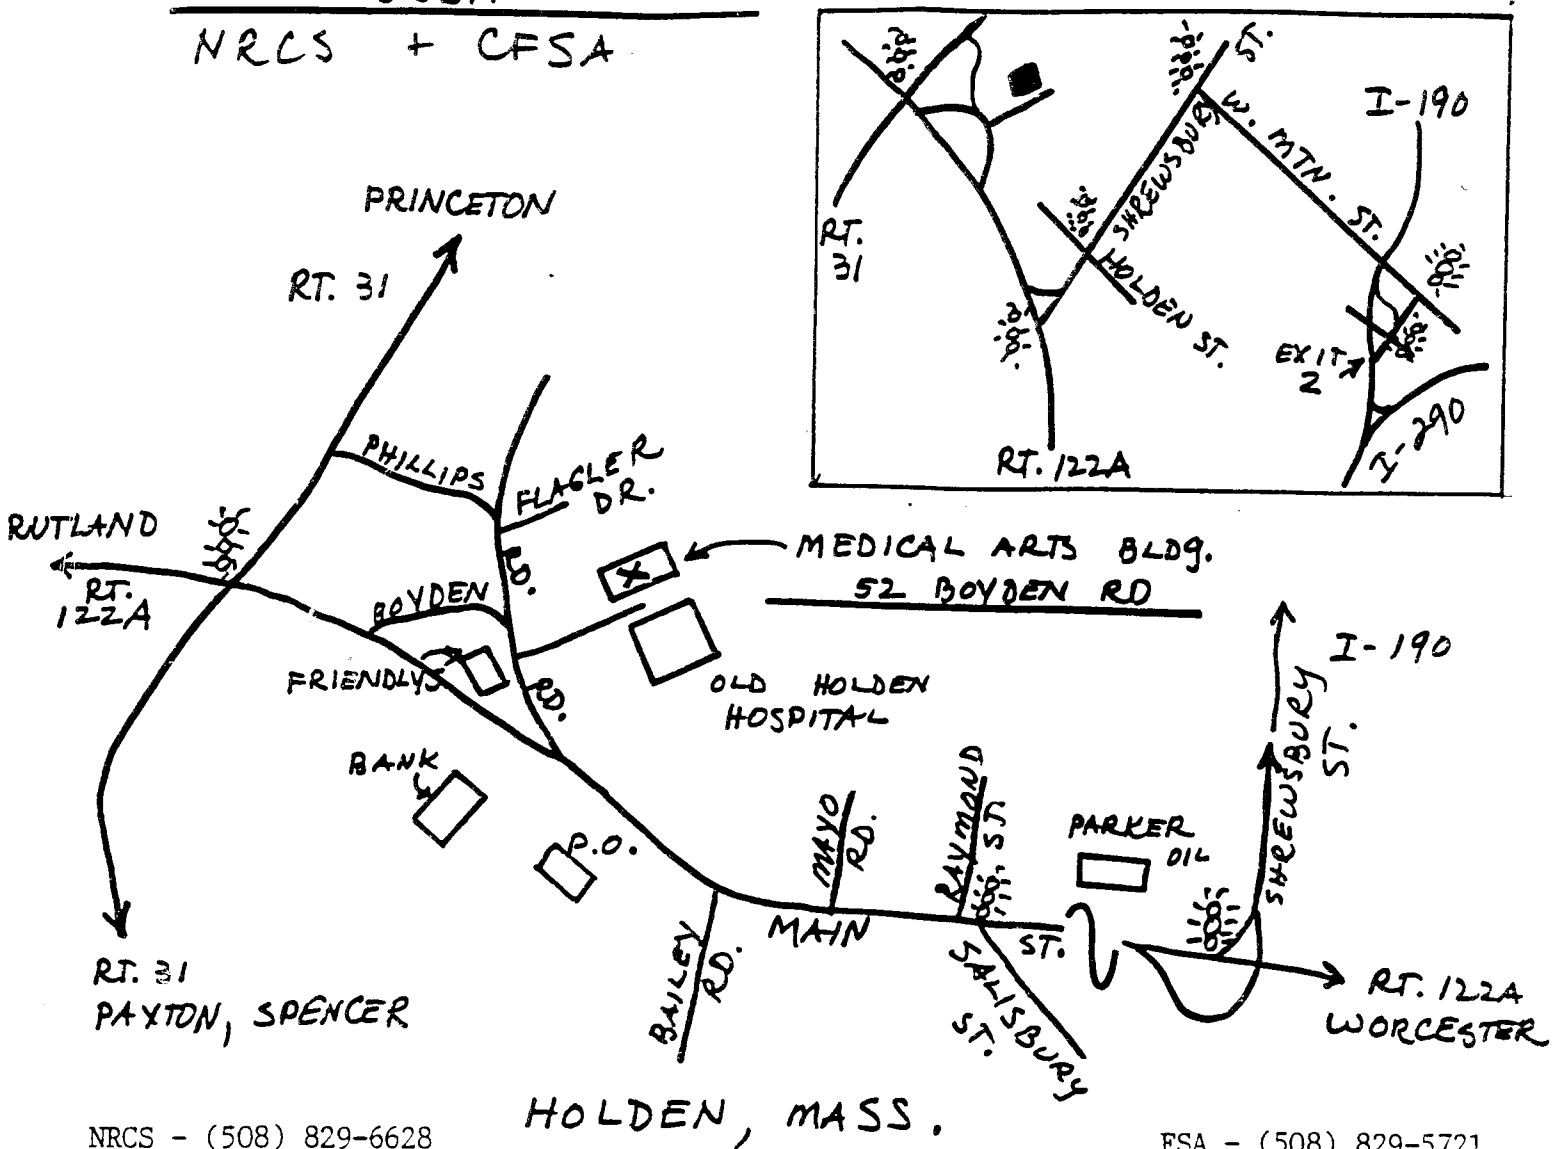 NRCS + CFSA
I-190
ST.
W. MTN. ST.
SHREWSBURY
RT.
31
HOLDEN ST.
EXIT
2
I-290
RT. 122A
PRINCETON
RT. 31
PHILLIPS
RD.
FLAGLER
DR.
RUTLAND
RT.
122A
BOYDEN
RD.
MEDICAL ARTS BLDG.
52 BOYDEN RD
X
FRIENDLYS
OLD HOLDEN
HOSPITAL
I-190
SHREWSBURY
ST.
BANK
P.O.
MAYO
RD.
RAYMOND
ST.
PARKER
OIL
MAIN
ST.
BAILEY
RD.
SALISBURY
ST.
RT. 31
PAXTON, SPENCER
RT. 122A
WORCESTER
HOLDEN, MASS.
NRCS - (508) 829-6628
FSA - (508) 829-5721